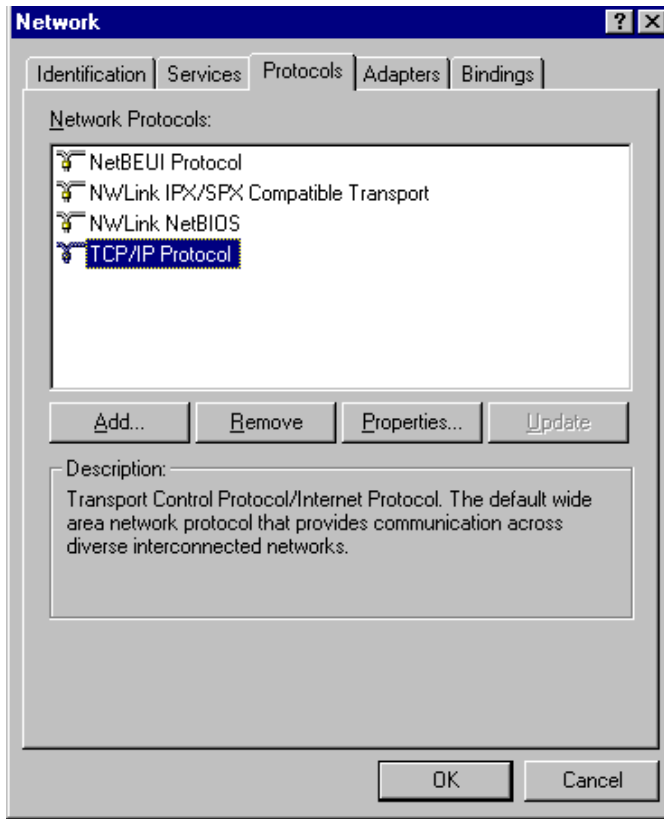 Network
Identification Services Protocols Adapters Bindings
Network Protocols:
NetBEUI Protocol
NWLink IPX/SPX Compatible Transport
NWLink NetBIOS
TCP/IP Protocol
Add... Remove Properties... Update
Description:
Transport Control Protocol/Internet Protocol. The default wide
area network protocol that provides communication across
diverse interconnected networks.
OK Cancel